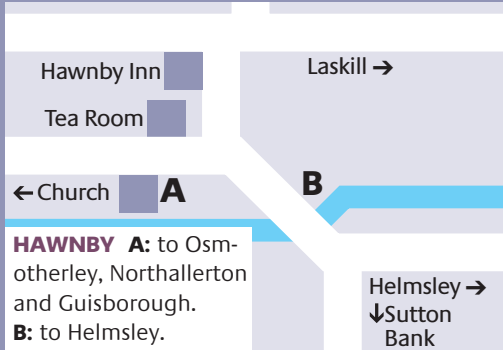 Hawnby Inn
Laskill →
Tea Room
← Church
A
B
HAWNBY A: to Osm-
otherley, Northallerton
and Guisborough.
B: to Helmsley.
Helmsley →
↓Sutton
Bank